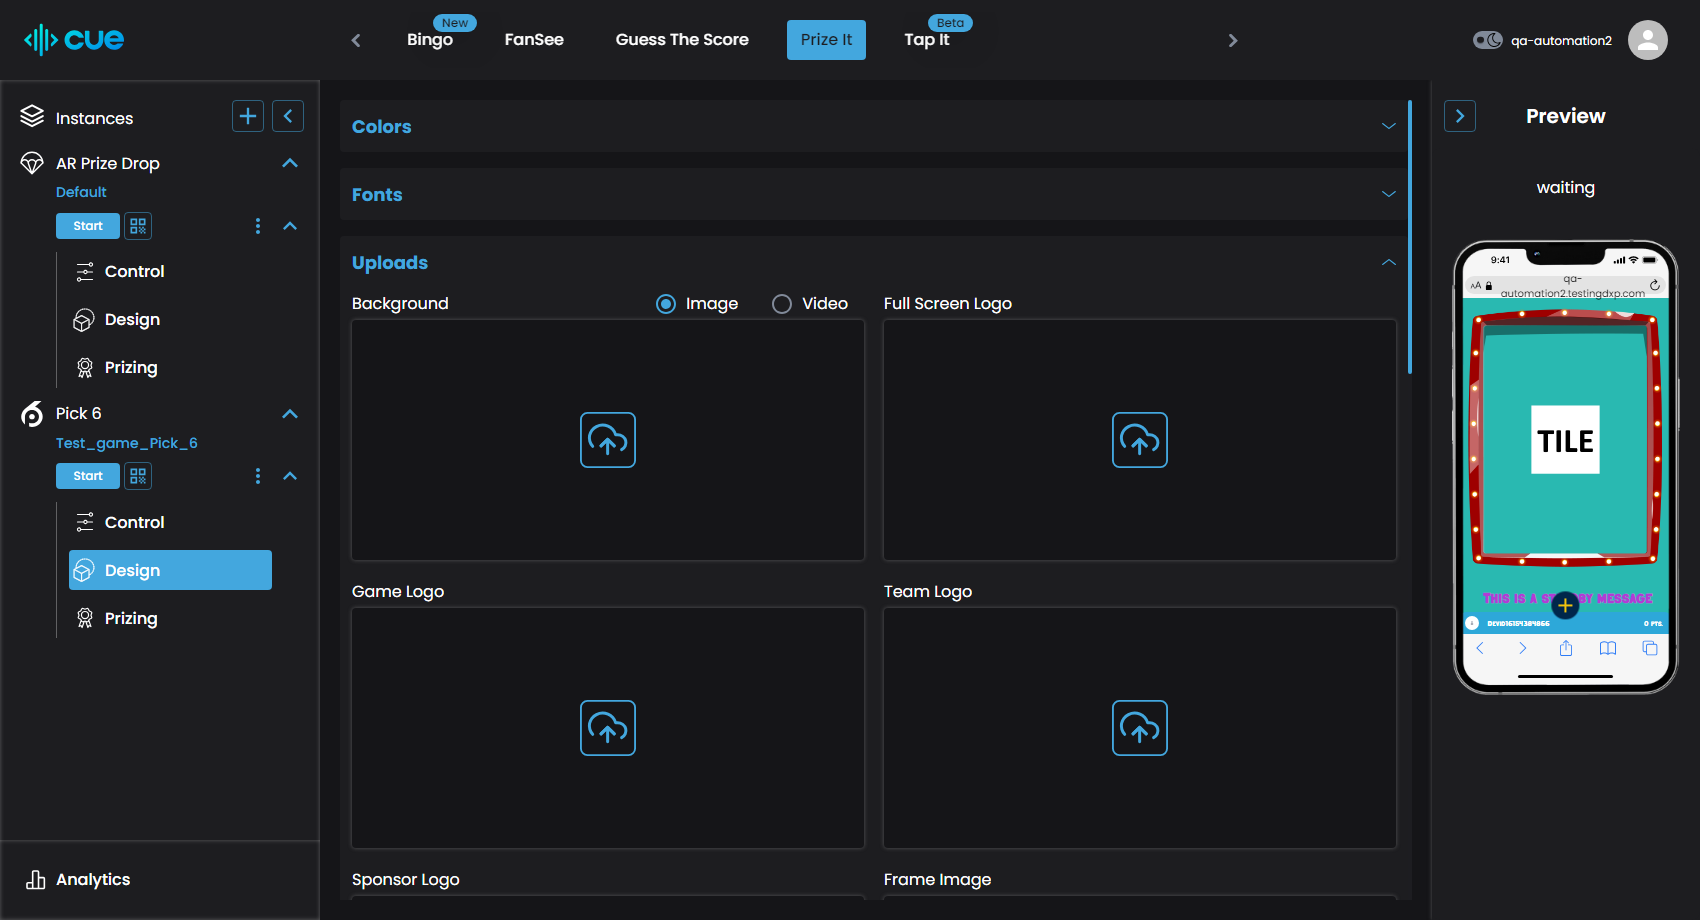 cue
Bingo
New
FanSee
Guess The Score
Prize It
Tap It
Beta
qa-automation2
Instances
AR Prize Drop
Default
Start
Control
Design
Prizing
Pick 6
Test_game_Pick_6
Start
Control
Design
Prizing
Analytics
Colors
Fonts
Uploads
Background
Image
Video
Full Screen Logo
Game Logo
Team Logo
Sponsor Logo
Frame Image
Preview
waiting
9:41
AA
qa-
automation2.testingdxp.com
TILE
THIS IS A ST BY MESSAGE
0 PTS.